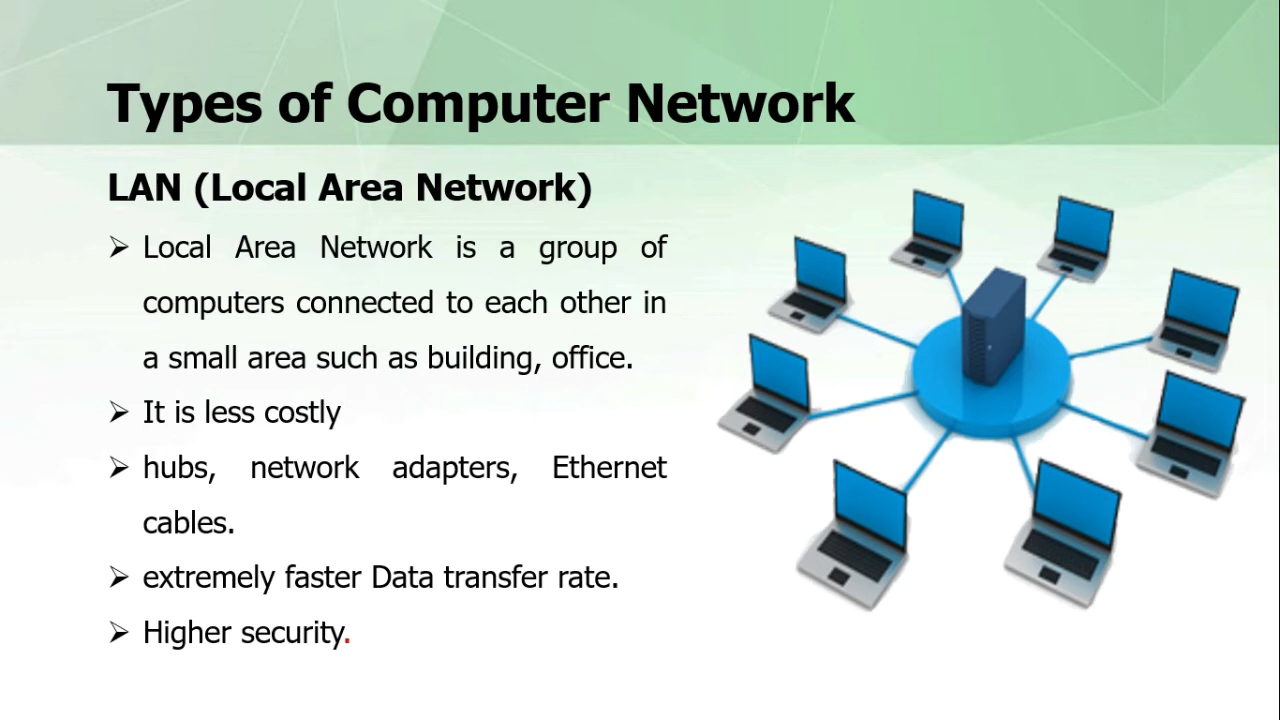 Types of Computer Network
LAN (Local Area Network)
➢ Local Area Network is a group of
computers connected to each other in
a small area such as building, office.
➢ It is less costly
➢ hubs, network adapters, Ethernet
cables.
➢ extremely faster Data transfer rate.
➢ Higher security.